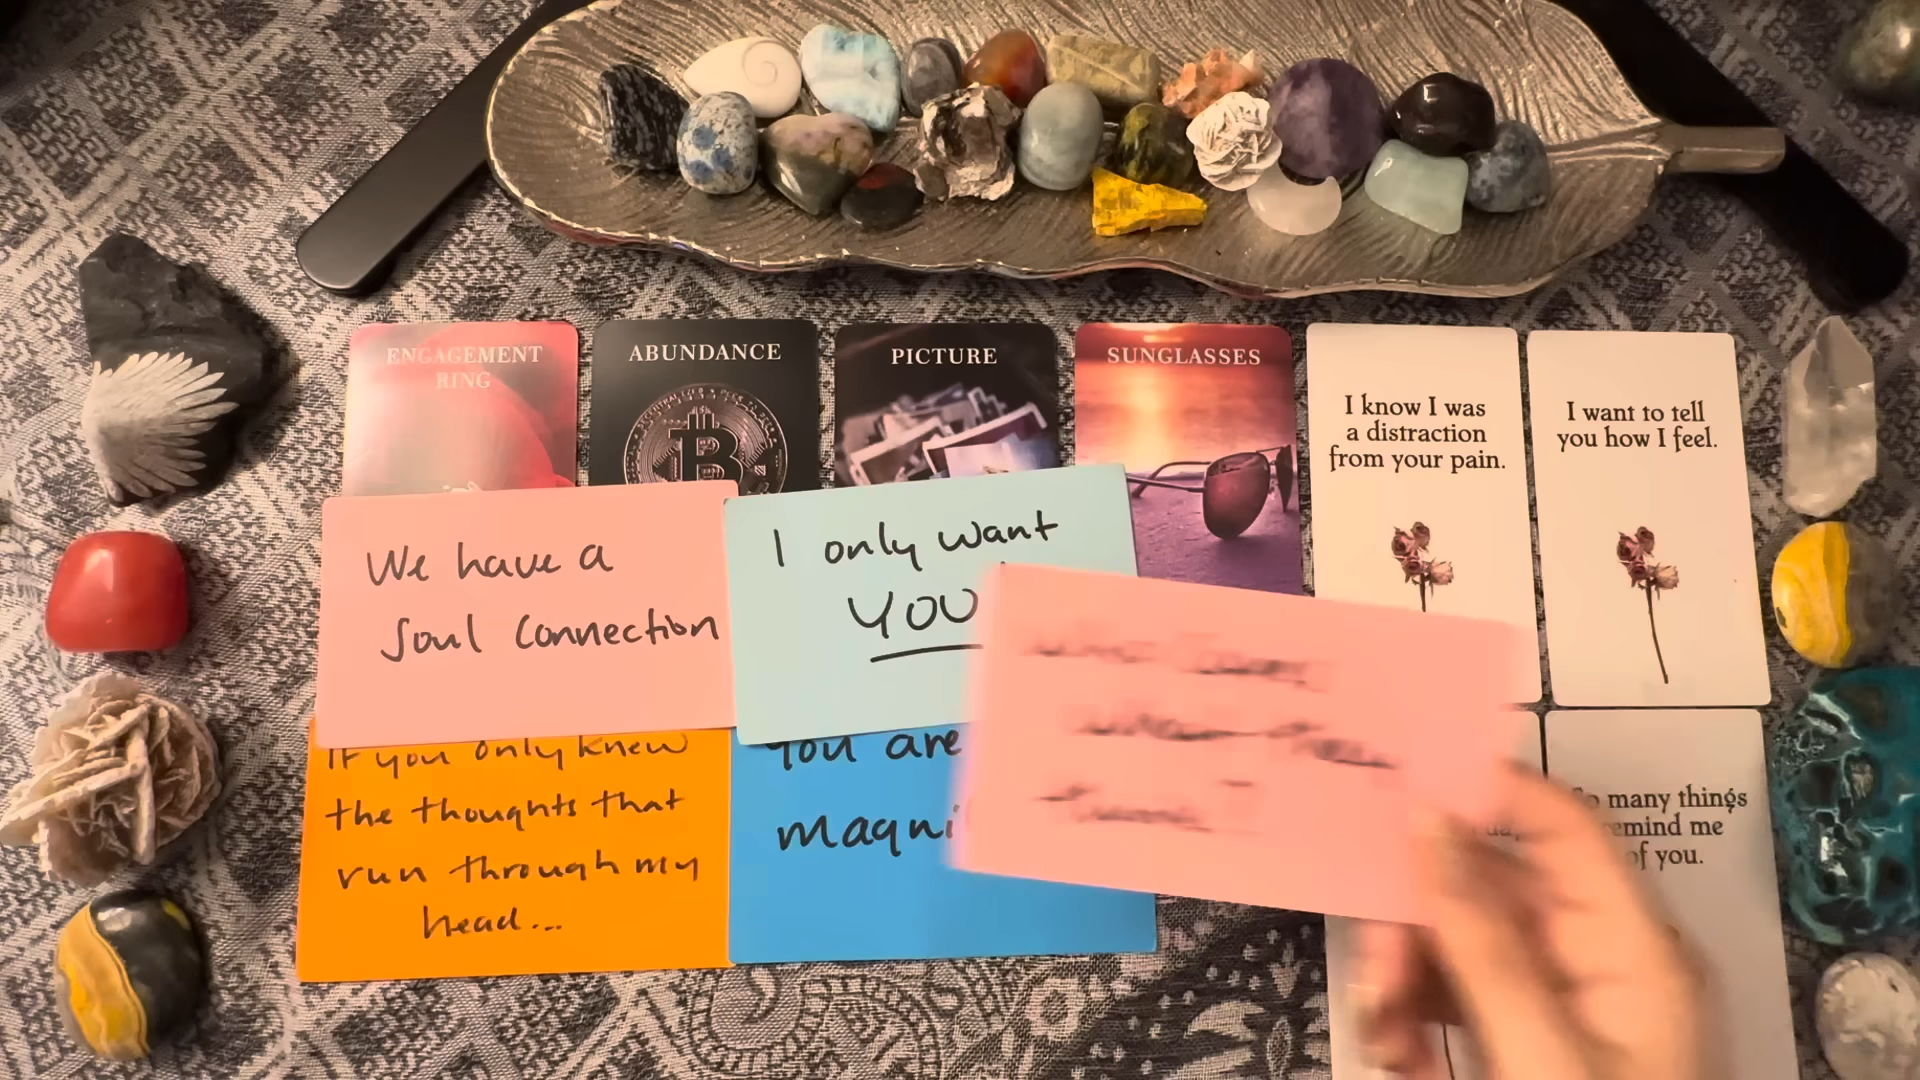 ENGAGEMENT
RING
ABUNDANCE
B
PICTURE
SUNGLASSES
I know I was
a distraction
from your pain.
I want to tell
you how I feel.
We have a
Soul Connection
I only want
YOU
If you only knew
the thoughts that
run through my
head...
You are
many things
remind me
of you.